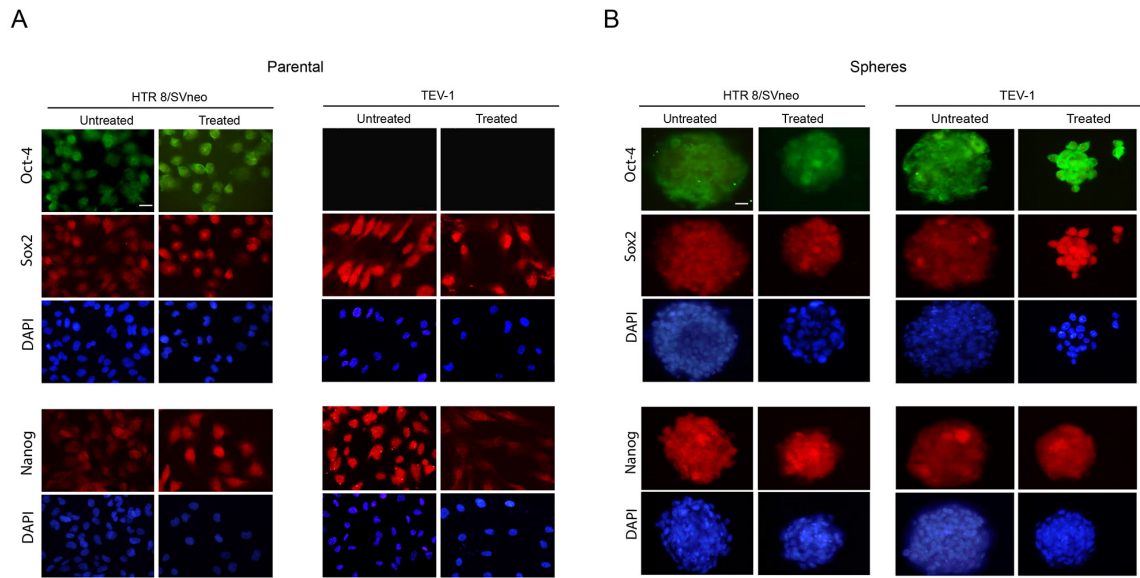 A
B
Parental
Spheres
HTR 8/SVneo
TEV-1
HTR 8/SVneo
TEV-1
Untreated
Treated
Untreated
Treated
Untreated
Treated
Untreated
Treated
Oct-4
Sox2
DAPI
Nanog
DAPI
Oct-4
Sox2
DAPI
Nanog
DAPI